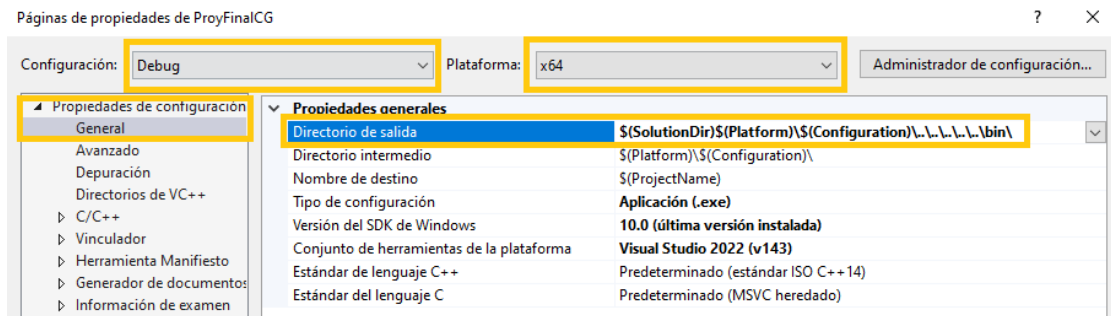 Páginas de propiedades de ProyFinalCG ? ×
Configuración: Debug Plataforma: x64 Administrador de configuración...
Propiedades de configuración
General
Avanzado
Depuración
Directorios de VC++
C/C++
Vinculador
Herramienta Manifiesto
Generador de documentos
Información de examen
Propiedades generales
Directorio de salida $(SolutionDir)$(Platform)\$(Configuration)\..\..\..\..\..\bin\
Directorio intermedio $(Platform)\$(Configuration)\
Nombre de destino $(ProjectName)
Tipo de configuración Aplicación (.exe)
Versión del SDK de Windows 10.0 (última versión instalada)
Conjunto de herramientas de la plataforma Visual Studio 2022 (v143)
Estándar de lenguaje C++ Predeterminado (estándar ISO C++14)
Estándar del lenguaje C Predeterminado (MSVC heredado)